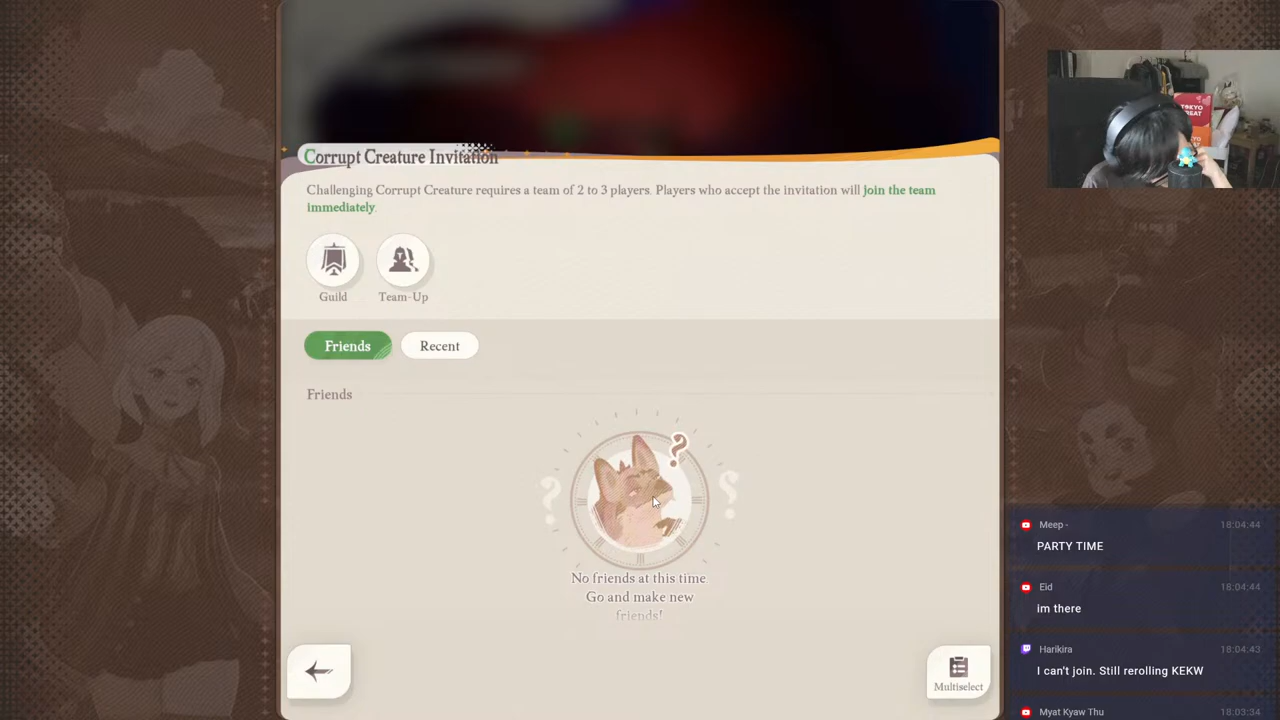 Corrupt Creature Invitation
Challenging Corrupt Creature requires a team of 2 to 3 players. Players who accept the invitation will join the team
immediately.
Guild
Team-Up
Friends
Recent
Friends
No friends at this time
Go and make new
friends!
Multiselect
TOKYO
Meep -
18:04:44
PARTY TIME
Eid
18:04:44
im there
Harikira
18:04:43
I can't join. Still rerolling KEKW
Myat Kyaw Thu
18:03:34